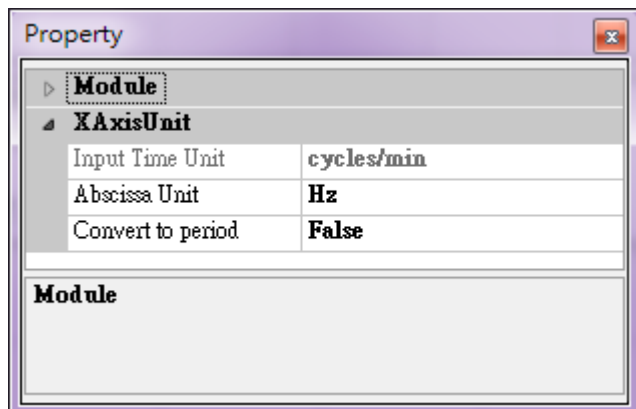 Property
Module
XAxisUnit
Input Time Unit cycles/min
Abscissa Unit Hz
Convert to period False
Module